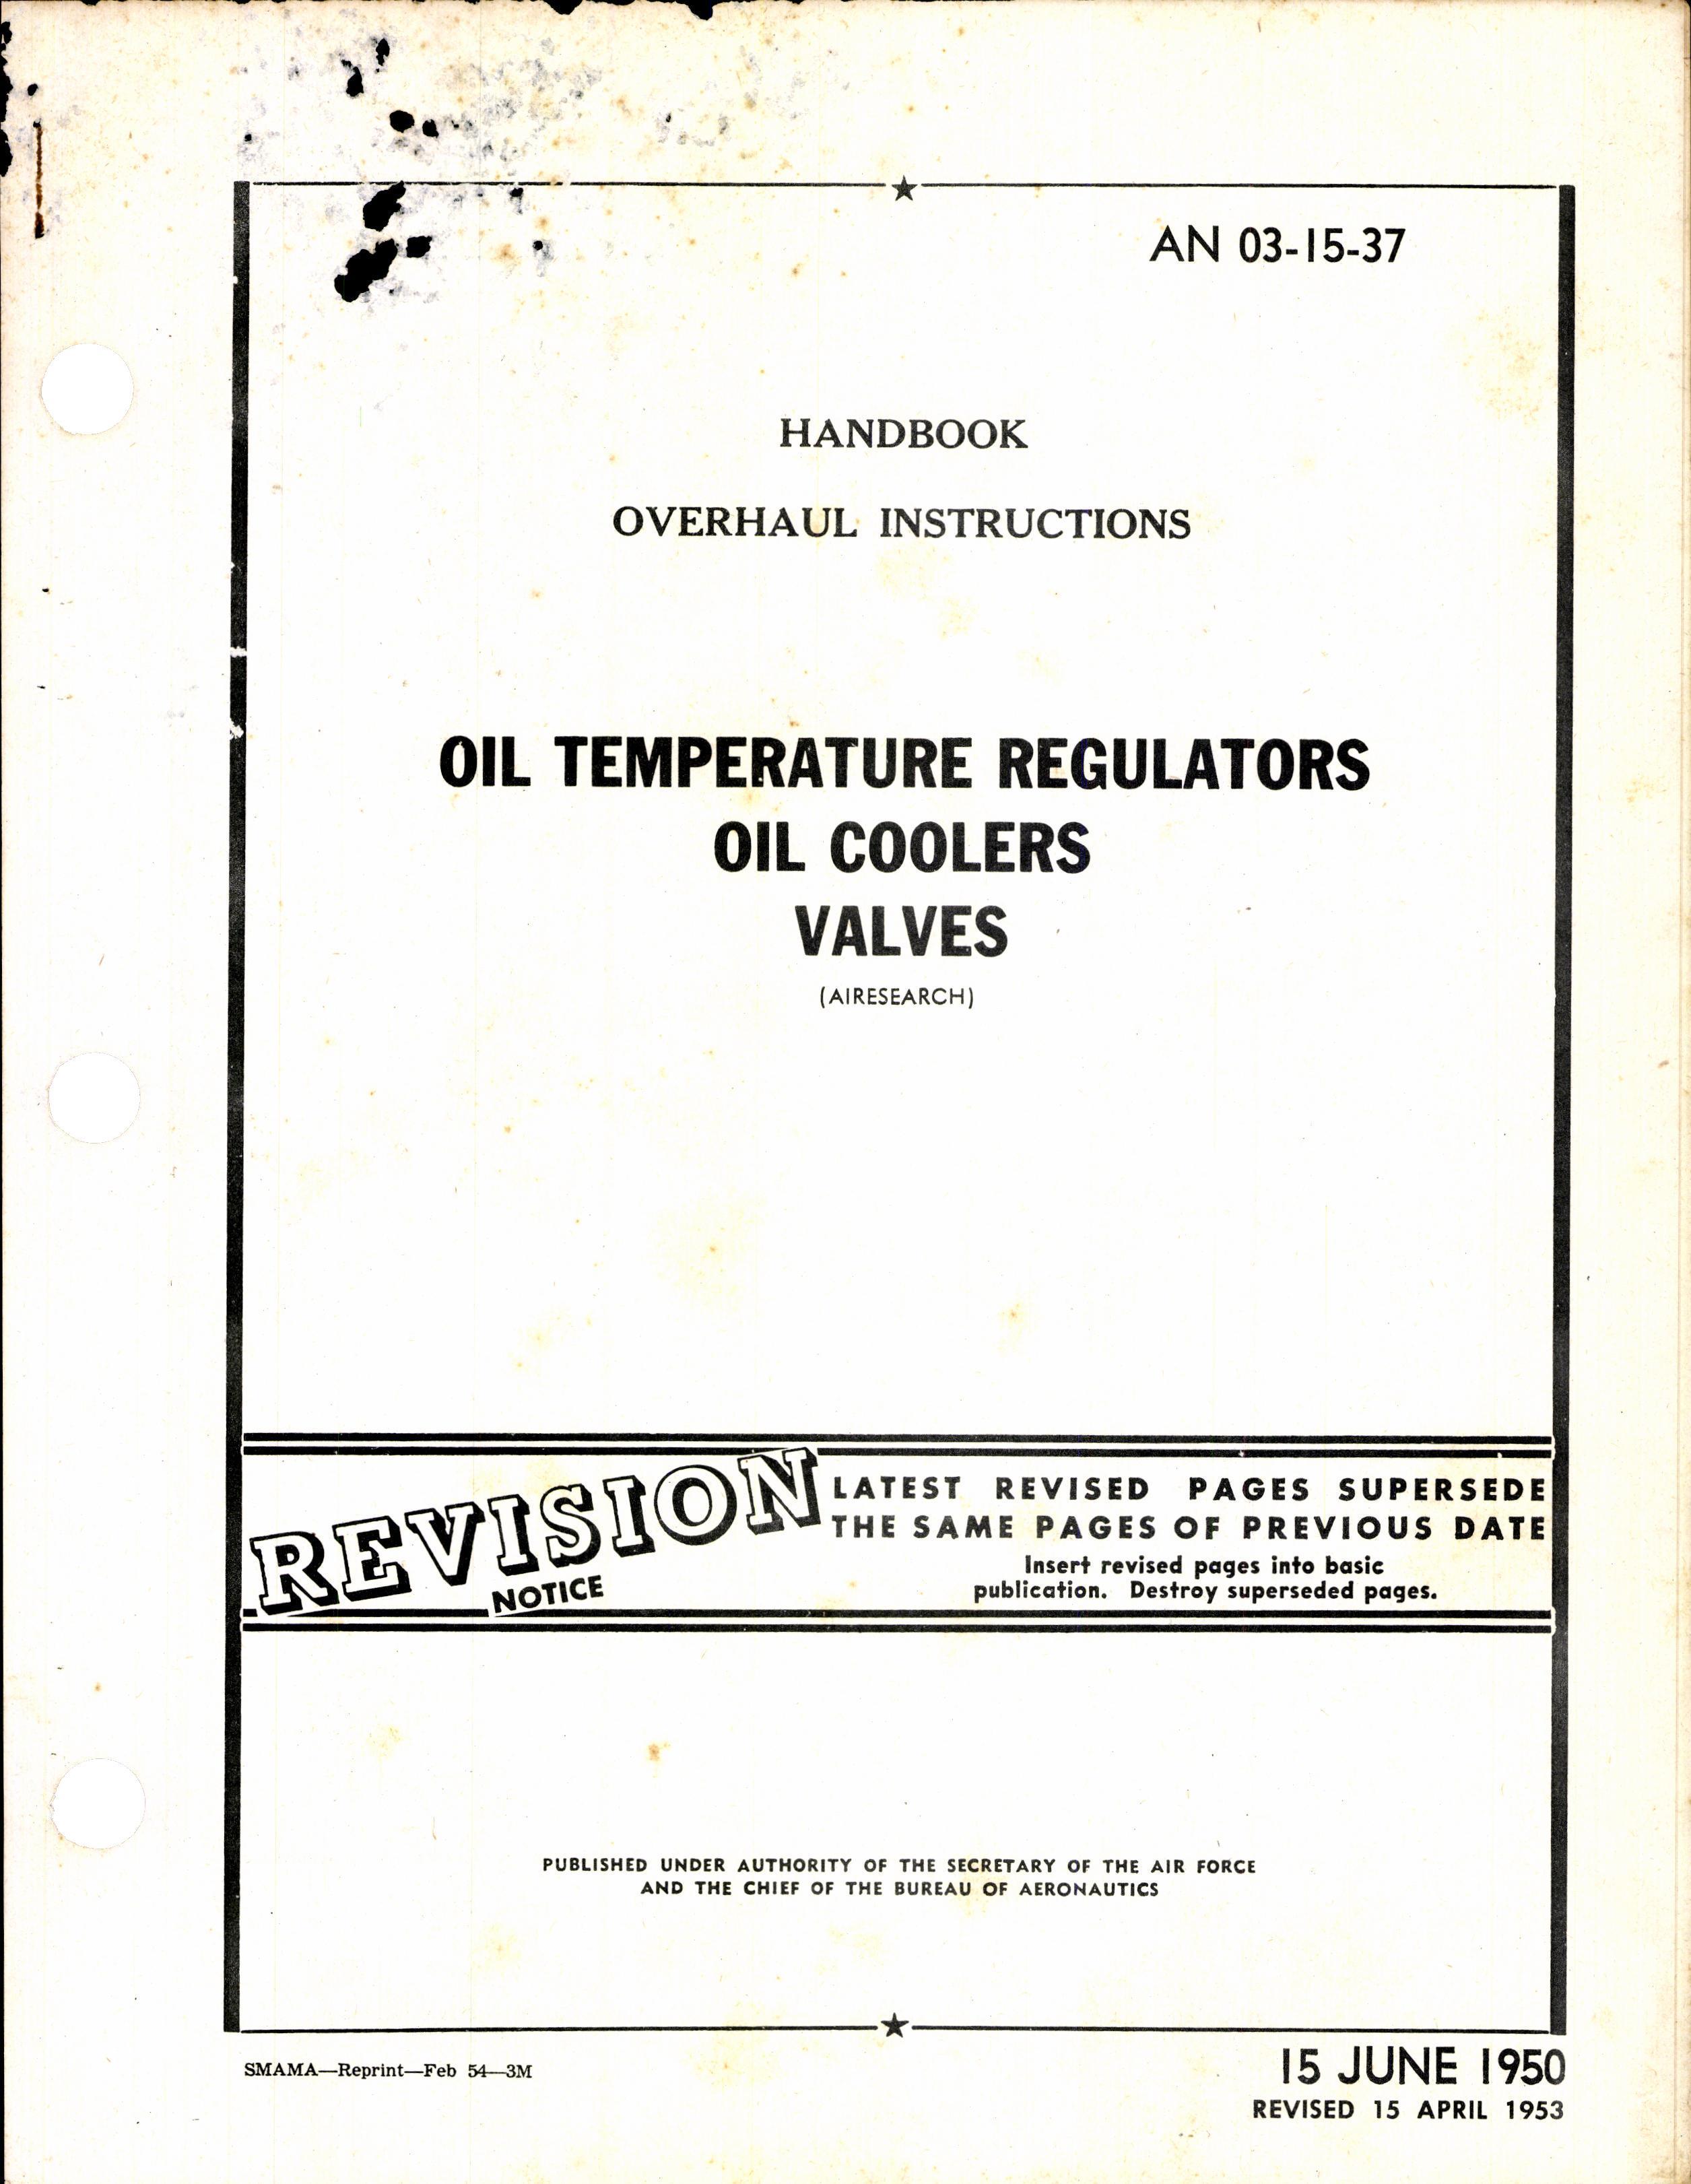 AN 03-15-37
HANDBOOK
OVERHAUL INSTRUCTIONS
OIL TEMPERATURE REGULATORS
OIL COOLERS
VALVES
(AIRESEARCH)
REVISION
NOTICE
LATEST REVISED PAGES SUPERSEDE
THE SAME PAGES OF PREVIOUS DATE
Insert revised pages into basic
publication. Destroy superseded pages.
PUBLISHED UNDER AUTHORITY OF THE SECRETARY OF THE AIR FORCE
AND THE CHIEF OF THE BUREAU OF AERONAUTICS
SMAMA—Reprint—Feb 54—3M
15 JUNE 1950
REVISED 15 APRIL 1953